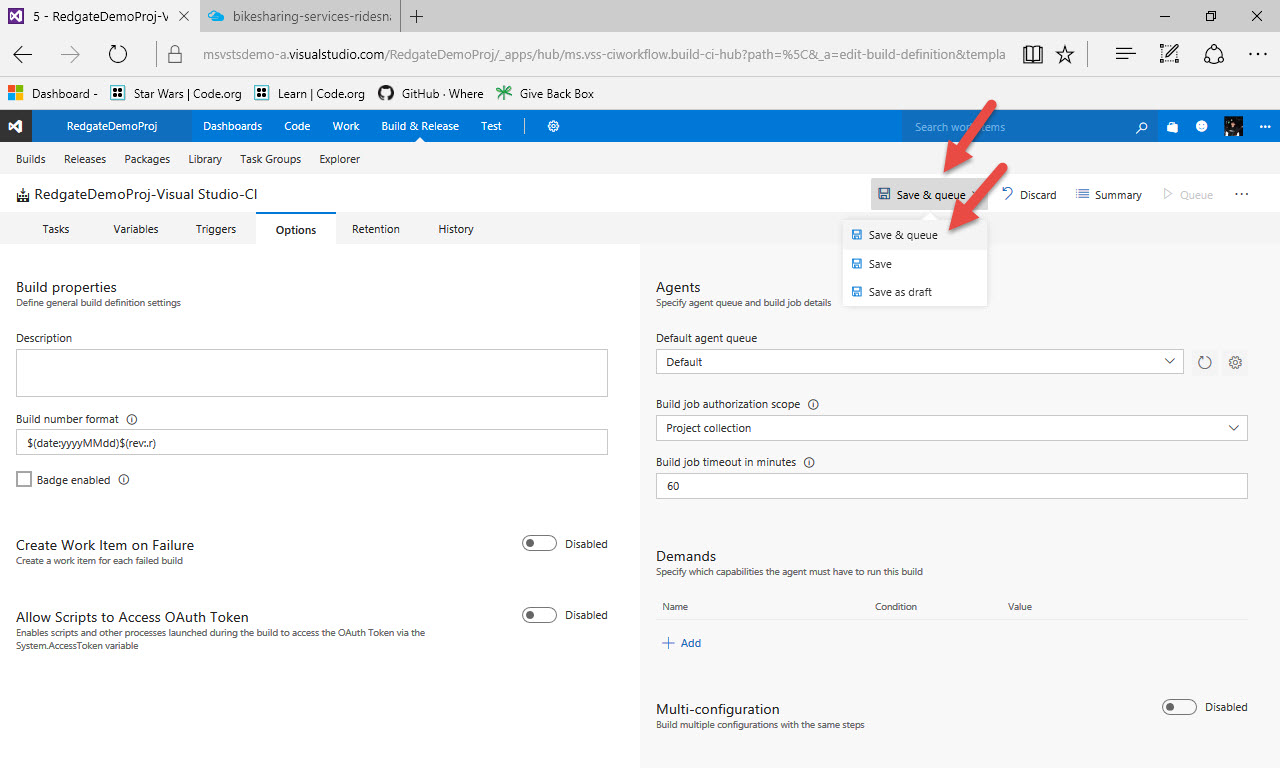 5 - RedgateDemoProj-V
bikesharing-services-ridesn
msvstsdemo-a.visualstudio.com/RedgateDemoProj/_apps/hub/ms.vss-ciworkflow.build-ci-hub?path=%5C&_a=edit-build-definition&templa
Dashboard - Star Wars | Code.org Learn | Code.org GitHub · Where Give Back Box
RedgateDemoProj Dashboards Code Work Build & Release Test Search work items
Builds Releases Packages Library Task Groups Explorer
RedgateDemoProj-Visual Studio-CI Save & queue Discard Summary Queue
Tasks Variables Triggers Options Retention History
Save & queue
Save
Save as draft
Build properties
Define general build definition settings
Description
Build number format
$(date:yyyyMMdd)$(rev:.r)
Badge enabled
Create Work Item on Failure Disabled
Create a work item for each failed build
Allow Scripts to Access OAuth Token Disabled
Enables scripts and other processes launched during the build to access the OAuth Token via the
System.AccessToken variable
Agents
Specify agent queue and build job details
Default agent queue
Default
Build job authorization scope
Project collection
Build job timeout in minutes
60
Demands
Specify which capabilities the agent must have to run this build
Name Condition Value
Add
Multi-configuration Disabled
Build multiple configurations with the same steps